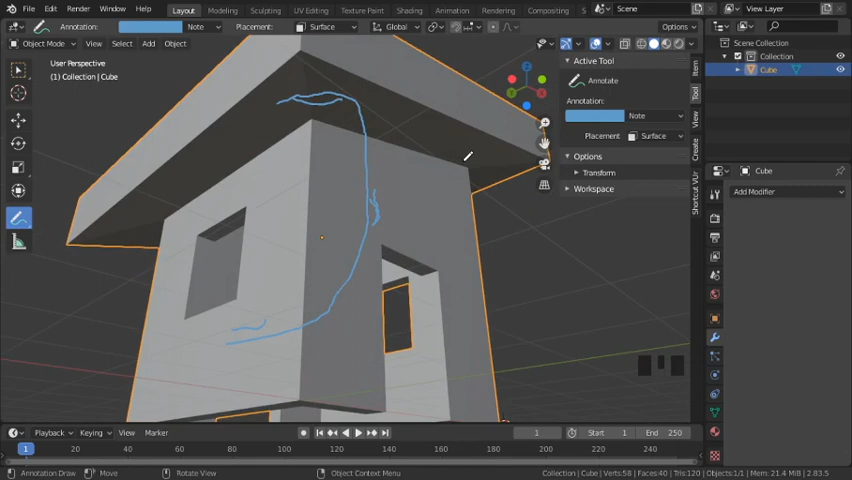 File Edit Render Window Help Layout Modeling Sculpting UV Editing Texture Paint Shading Animation Rendering Compositing Scene View Layer
Annotation: Note Placement: Surface Global Options
Object Mode View Select Add Object
User Perspective
(1) Collection | Cube
Active Tool
Annotate
Annotation:
Note
Placement Surface
Options
Transform
Workspace
Item
Tool
View
Create
Shortcut VUr
Scene Collection
Collection
Cube
Cube
Add Modifier
X
Y
Z
Playback Keying View Marker 1 Start 1 End 250
1 20 40 60 80 100 120 140 160 180 200 220 240
Annotation Draw Move Rotate View Object Context Menu Collection | Cube | Verts:58 | Faces:40 | Tris:120 | Objects:1/1 | Mem: 21.4 MiB | 2.83.5